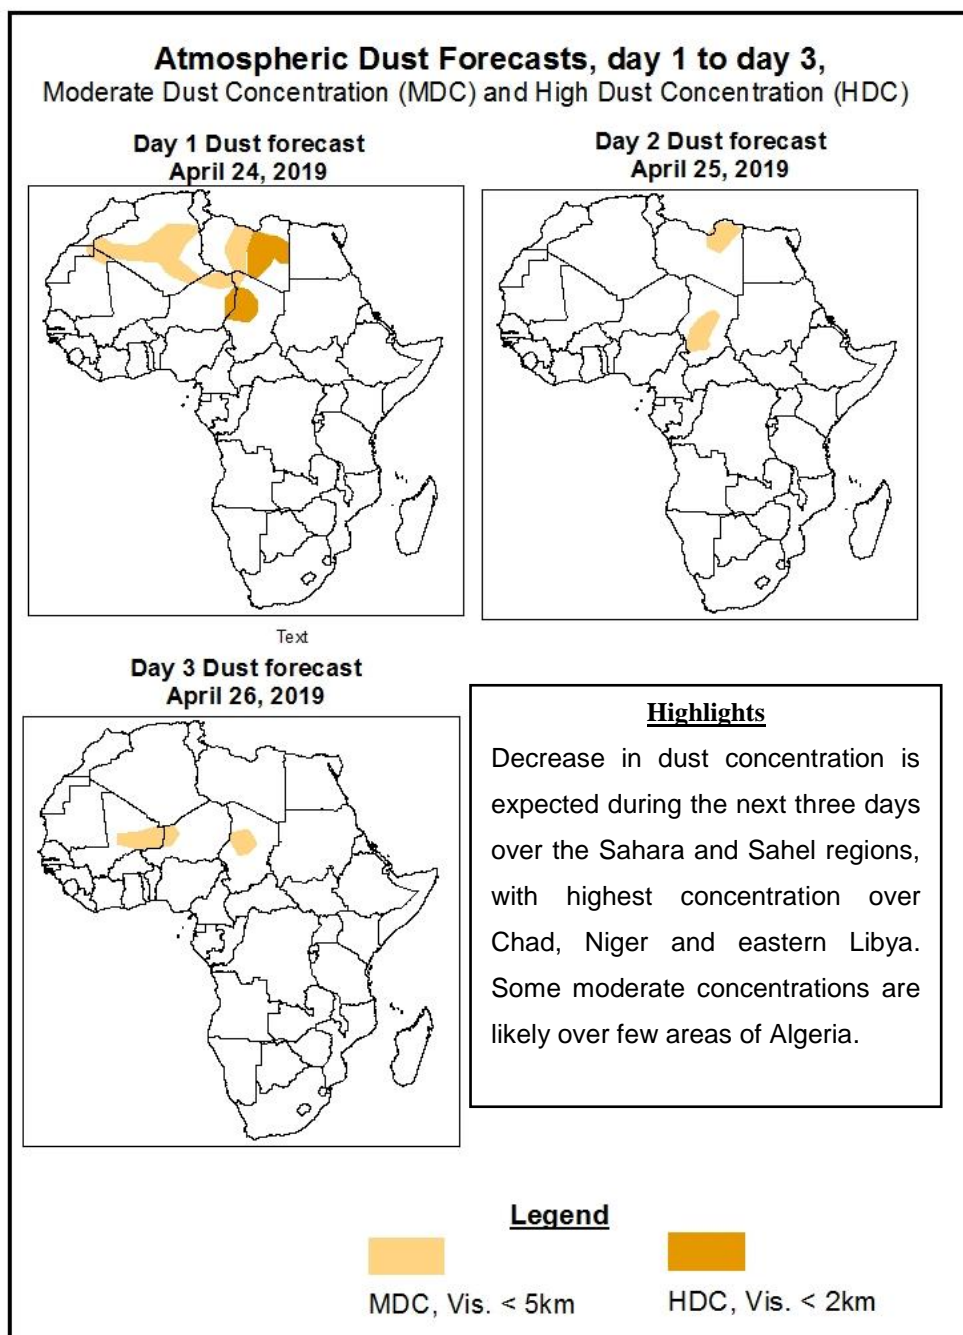 Atmospheric Dust Forecasts, day 1 to day 3,
Moderate Dust Concentration (MDC) and High Dust Concentration (HDC)
Day 1 Dust forecast
April 24, 2019
Day 2 Dust forecast
April 25, 2019
Text
Day 3 Dust forecast
April 26, 2019
Highlights
Decrease in dust concentration is
expected during the next three days
over the Sahara and Sahel regions,
with highest concentration over
Chad, Niger and eastern Libya.
Some moderate concentrations are
likely over few areas of Algeria.
Legend
MDC, Vis. < 5km
HDC, Vis. < 2km